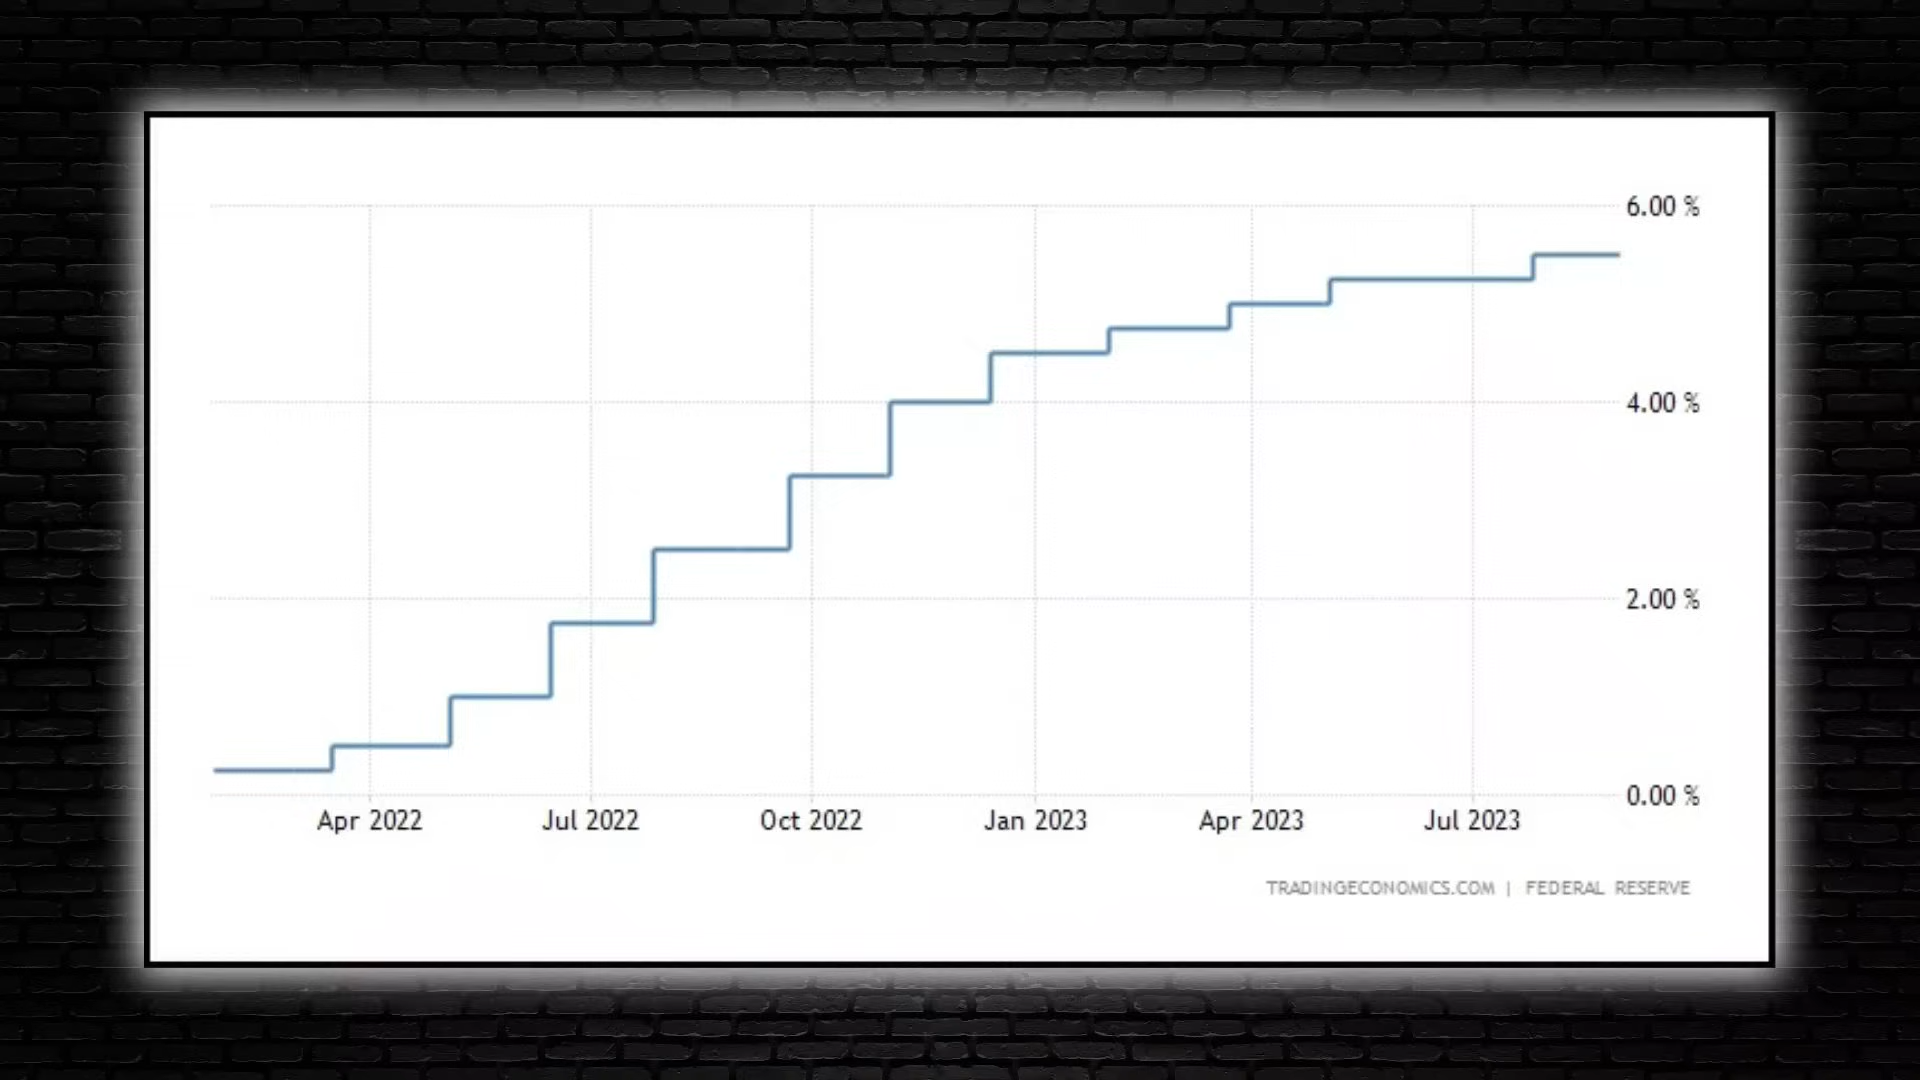 6.00 %
4.00 %
2.00 %
0.00 %
Apr 2022 Jul 2022 Oct 2022 Jan 2023 Apr 2023 Jul 2023
TRADINGECONOMICS.COM | FEDERAL RESERVE